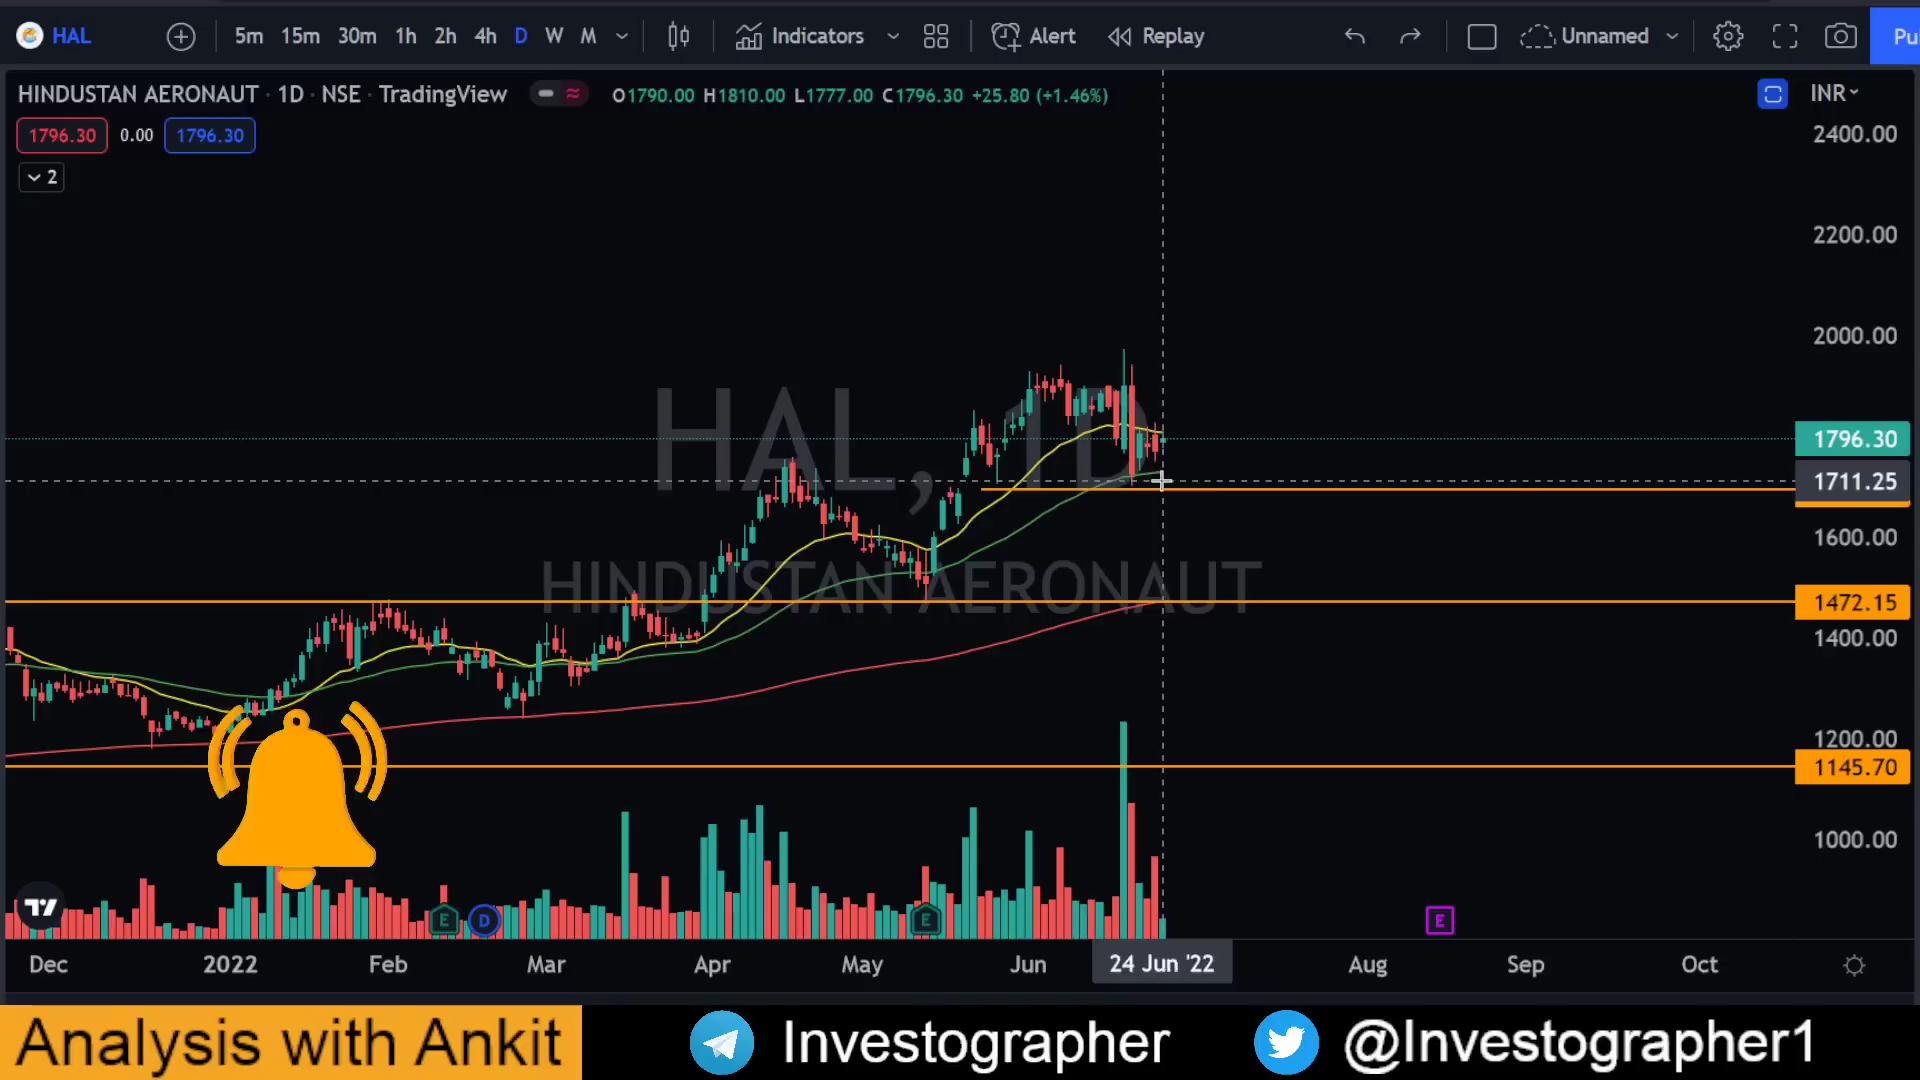 HAL 5m 15m 30m 1h 2h 4h D W M Indicators Alert Replay Unnamed Pu
HINDUSTAN AERONAUT · 1D · NSE · TradingView O1790.00 H1810.00 L1777.00 C1796.30 +25.80 (+1.46%) INR
1796.30 0.00 1796.30
2
2400.00
2200.00
2000.00
HAL, 1D
1796.30
1711.25
1600.00
HINDUSTAN AERONAUT
1472.15
1400.00
1200.00
1145.70
1000.00
E D E E
Dec 2022 Feb Mar Apr May Jun 24 Jun '22 Aug Sep Oct
Analysis with Ankit Investographer @Investographer1